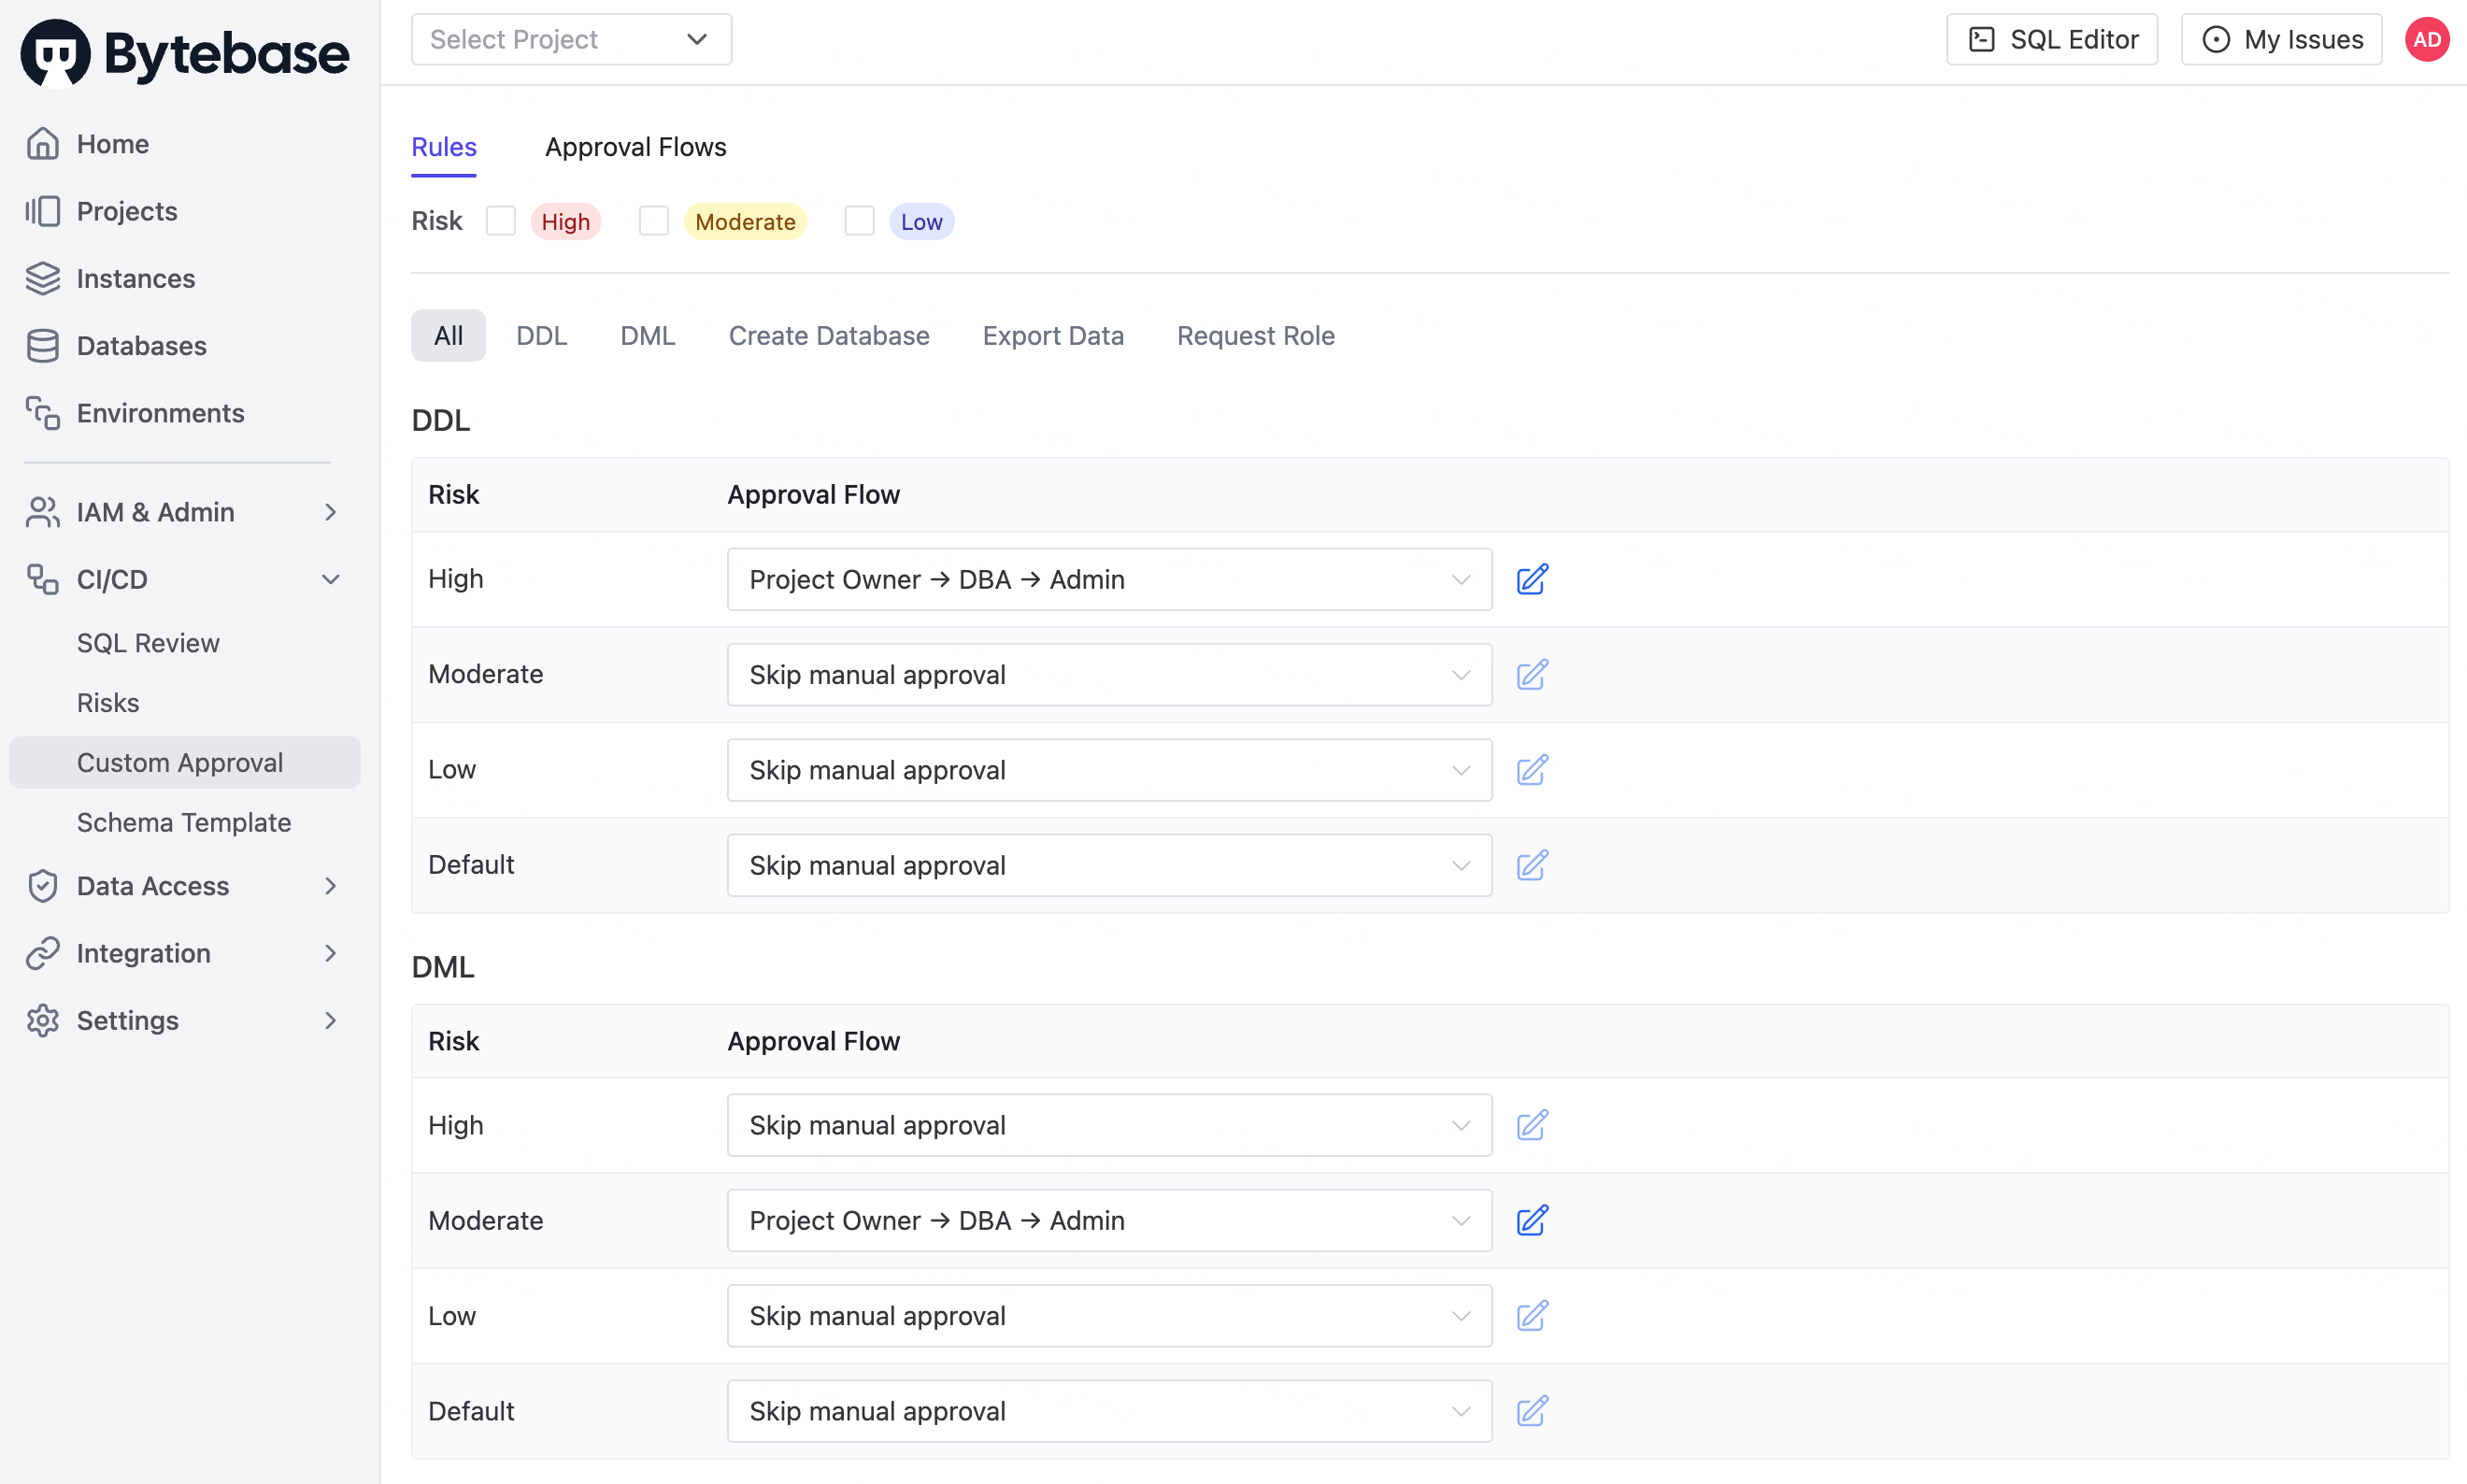 Bytebase
Select Project
SQL Editor
My Issues
AD
Home
Projects
Instances
Databases
Environments
IAM & Admin
CI/CD
SQL Review
Risks
Custom Approval
Schema Template
Data Access
Integration
Settings
Rules Approval Flows
Risk High Moderate Low
All DDL DML Create Database Export Data Request Role
DDL
Risk Approval Flow
High Project Owner → DBA → Admin
Moderate Skip manual approval
Low Skip manual approval
Default Skip manual approval
DML
Risk Approval Flow
High Skip manual approval
Moderate Project Owner → DBA → Admin
Low Skip manual approval
Default Skip manual approval